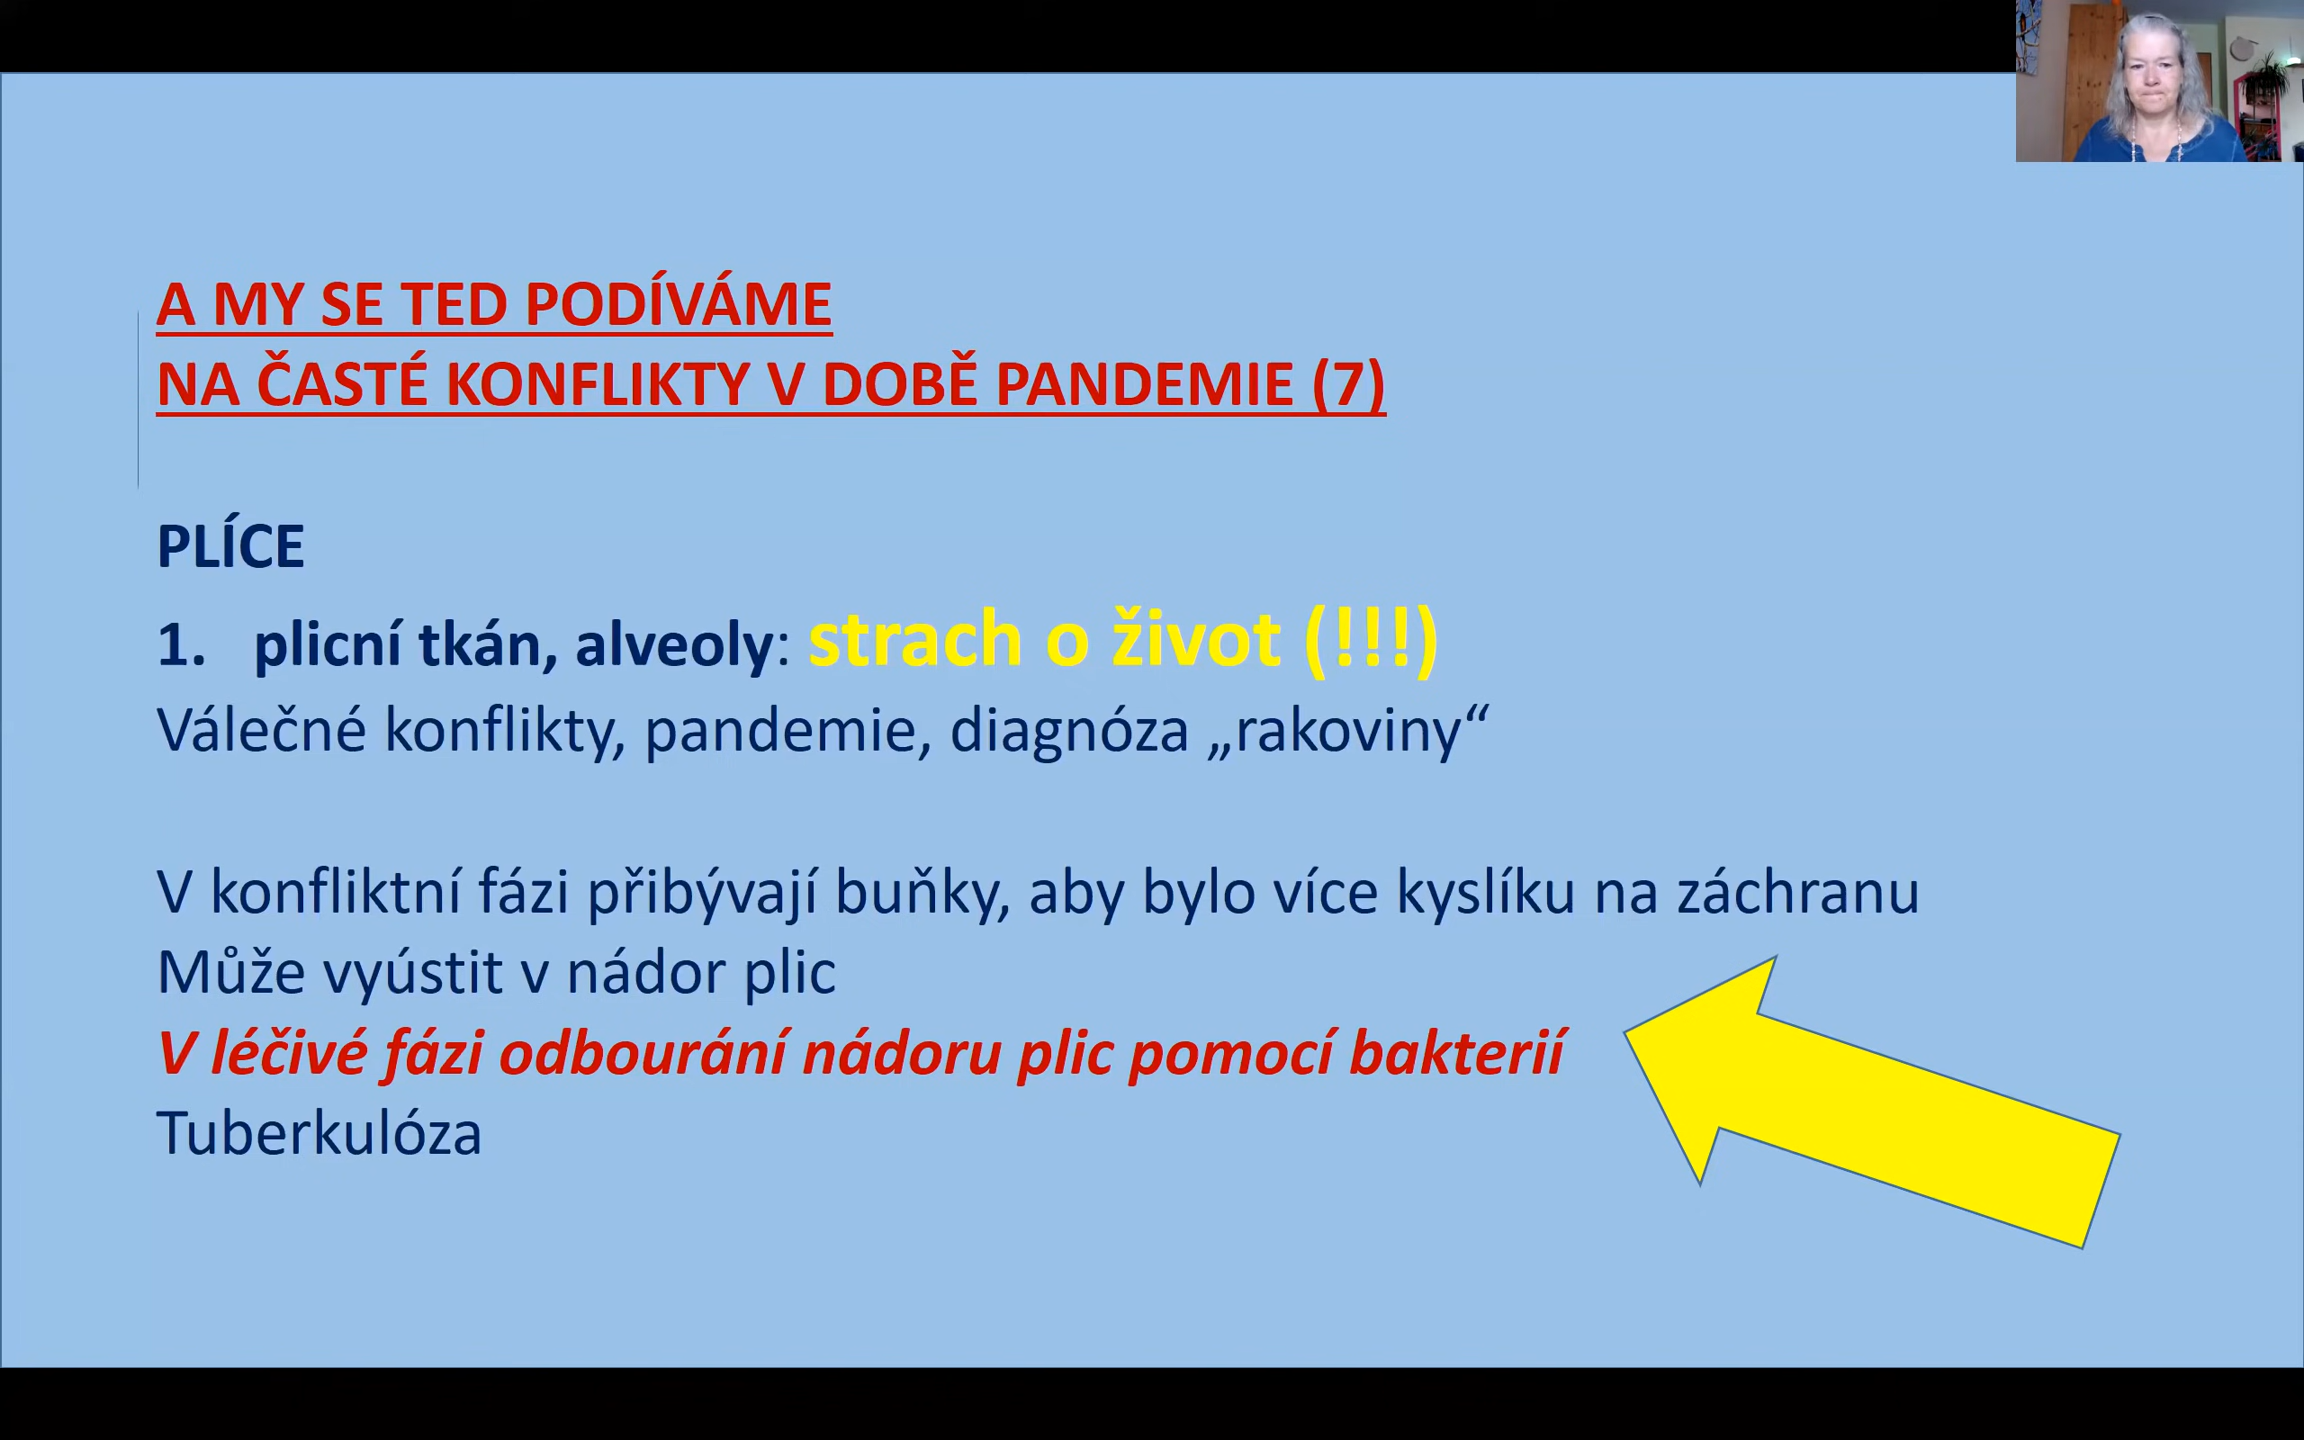 A MY SE TED PODÍVÁME
NA ČASTÉ KONFLIKTY V DOBĚ PANDEMIE (7)
PLÍCE
1. plicní tkán, alveoly: strach o život (!!!)
Válečné konflikty, pandemie, diagnóza „rakoviny“
V konfliktní fázi přibývají buňky, aby bylo více kyslíku na záchranu
Může vyústit v nádor plic
V léčivé fázi odbourání nádoru plic pomocí bakterií
Tuberkulóza